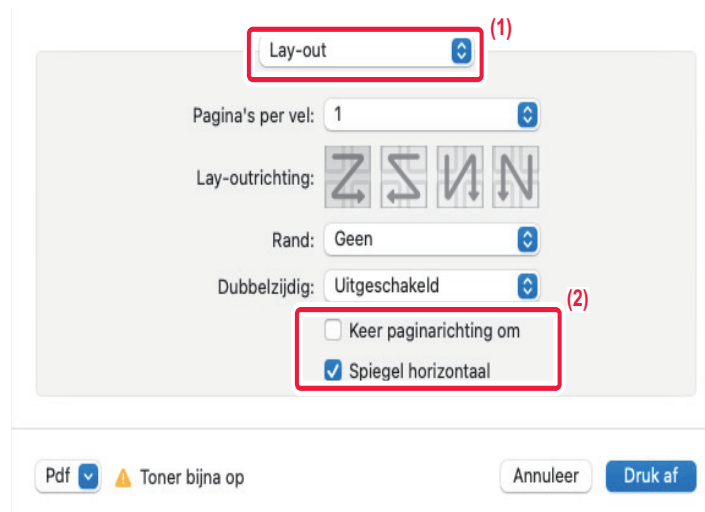 (1)
Lay-out
Pagina's per vel: 1
Lay-outrichting:
Rand: Geen
Dubbelzijdig: Uitgeschakeld
(2)
Keer paginarichting om
Spiegel horizontaal
Pdf Toner bijna op Annuleer Druk af